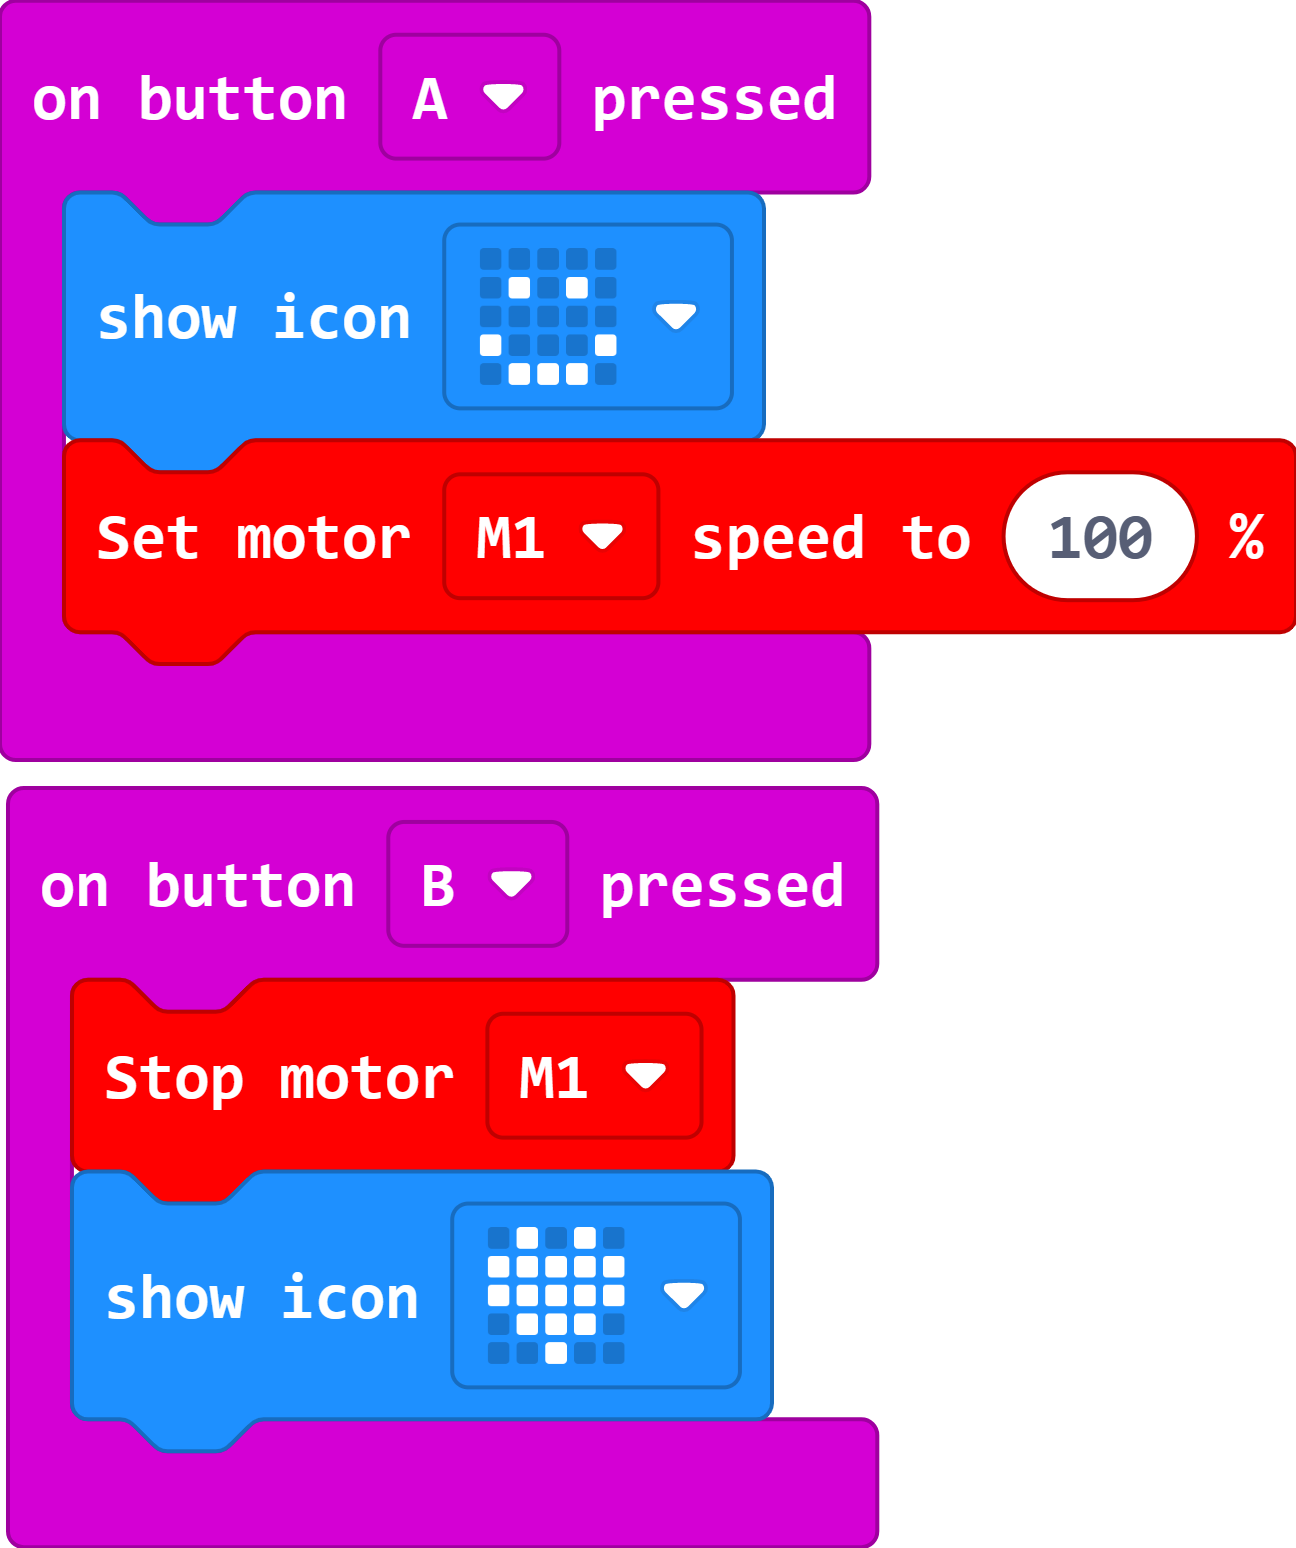 on button A pressed
show icon
Set motor M1 speed to 100 %
on button B pressed
Stop motor M1
show icon